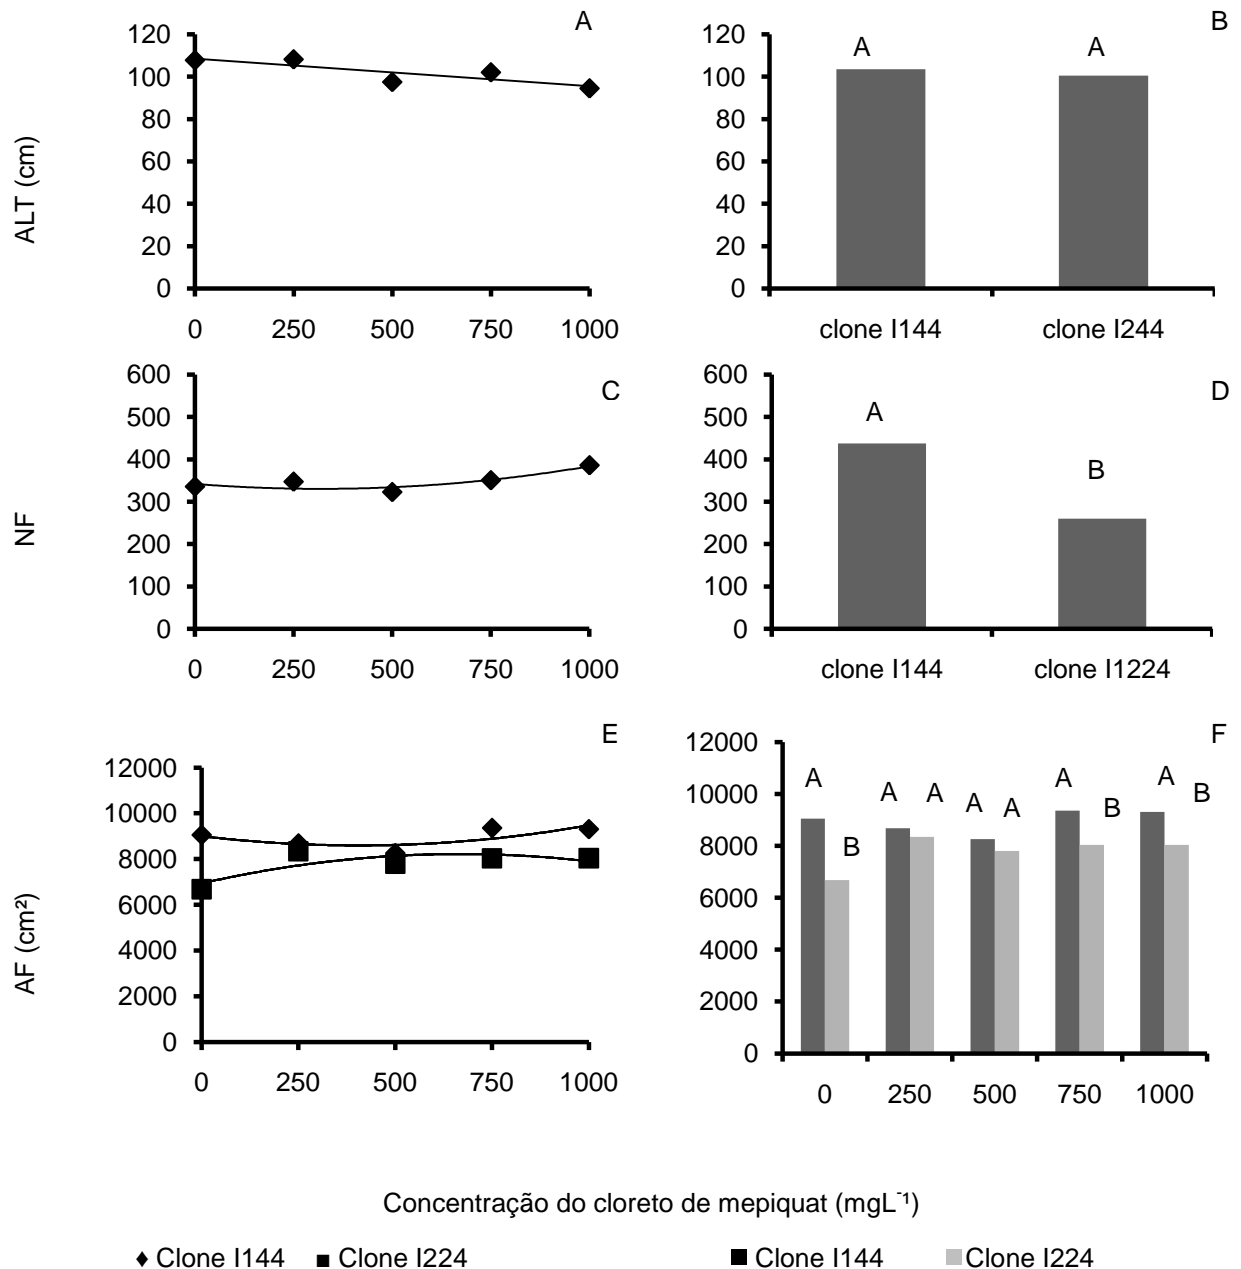 A
ALT (cm)
120
100
80
60
40
20
0
0 250 500 750 1000
B
120
100
80
60
40
20
0
A A
clone I144 clone I244
C
NF
600
500
400
300
200
100
0
0 250 500 750 1000
D
600
500
400
300
200
100
0
A
B
clone I144 clone I1224
E
AF (cm²)
12000
10000
8000
6000
4000
2000
0
0 250 500 750 1000
F
12000
10000
8000
6000
4000
2000
0
A B A A A A A B A B
0 250 500 750 1000
Concentração do cloreto de mepiquat (mgL⁻¹)
Clone I144 Clone I224
Clone I144 Clone I224